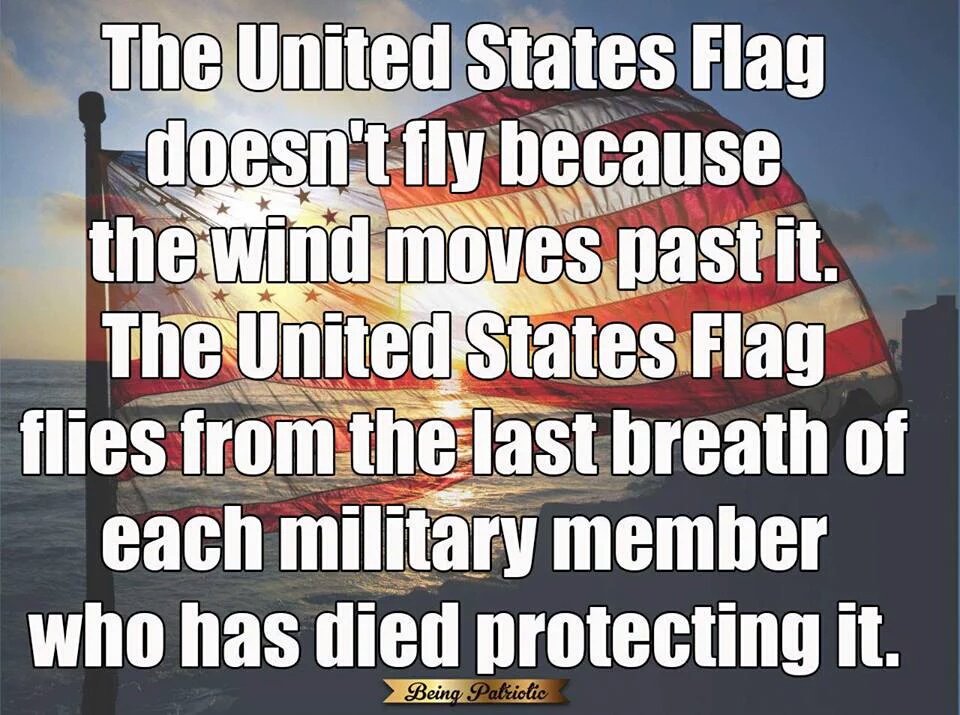 The United States Flag
doesn't fly because
the wind moves past it.
The United States Flag
flies from the last breath of
each military member
who has died protecting it.
Being Patriotic